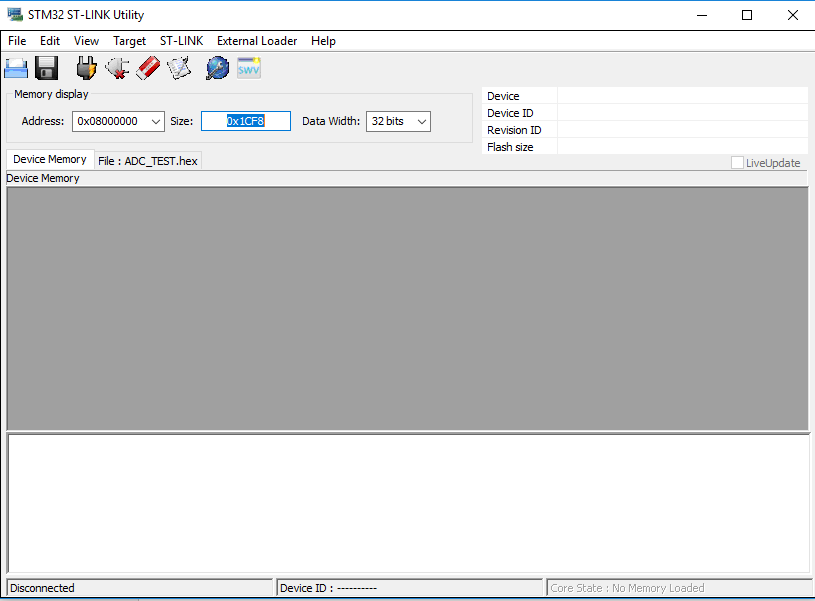 STM32 ST-LINK Utility
File Edit View Target ST-LINK External Loader Help
SWV
Memory display
Address: 0x08000000 Size: 0x1CF8 Data Width: 32 bits
Device
Device ID
Revision ID
Flash size
LiveUpdate
Device Memory File : ADC_TEST.hex
Device Memory
Disconnected Device ID : ---------- Core State : No Memory Loaded